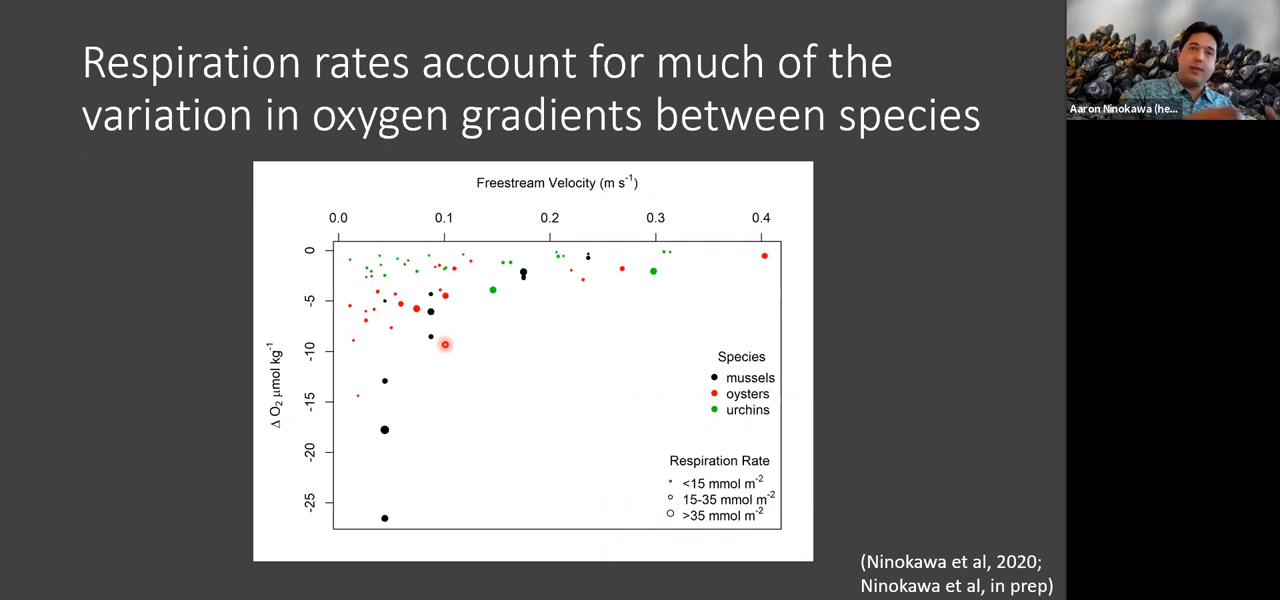 Respiration rates account for much of the
variation in oxygen gradients between species
Aaron Ninokawa (he...
Freestream Velocity (m s-1)
0.0 0.1 0.2 0.3 0.4
0
-5
-10
-15
-20
-25
Δ O2 μmol kg-1
Species
mussels
oysters
urchins
Respiration Rate
<15 mmol m-2
15-35 mmol m-2
>35 mmol m-2
(Ninokawa et al, 2020;
Ninokawa et al, in prep)